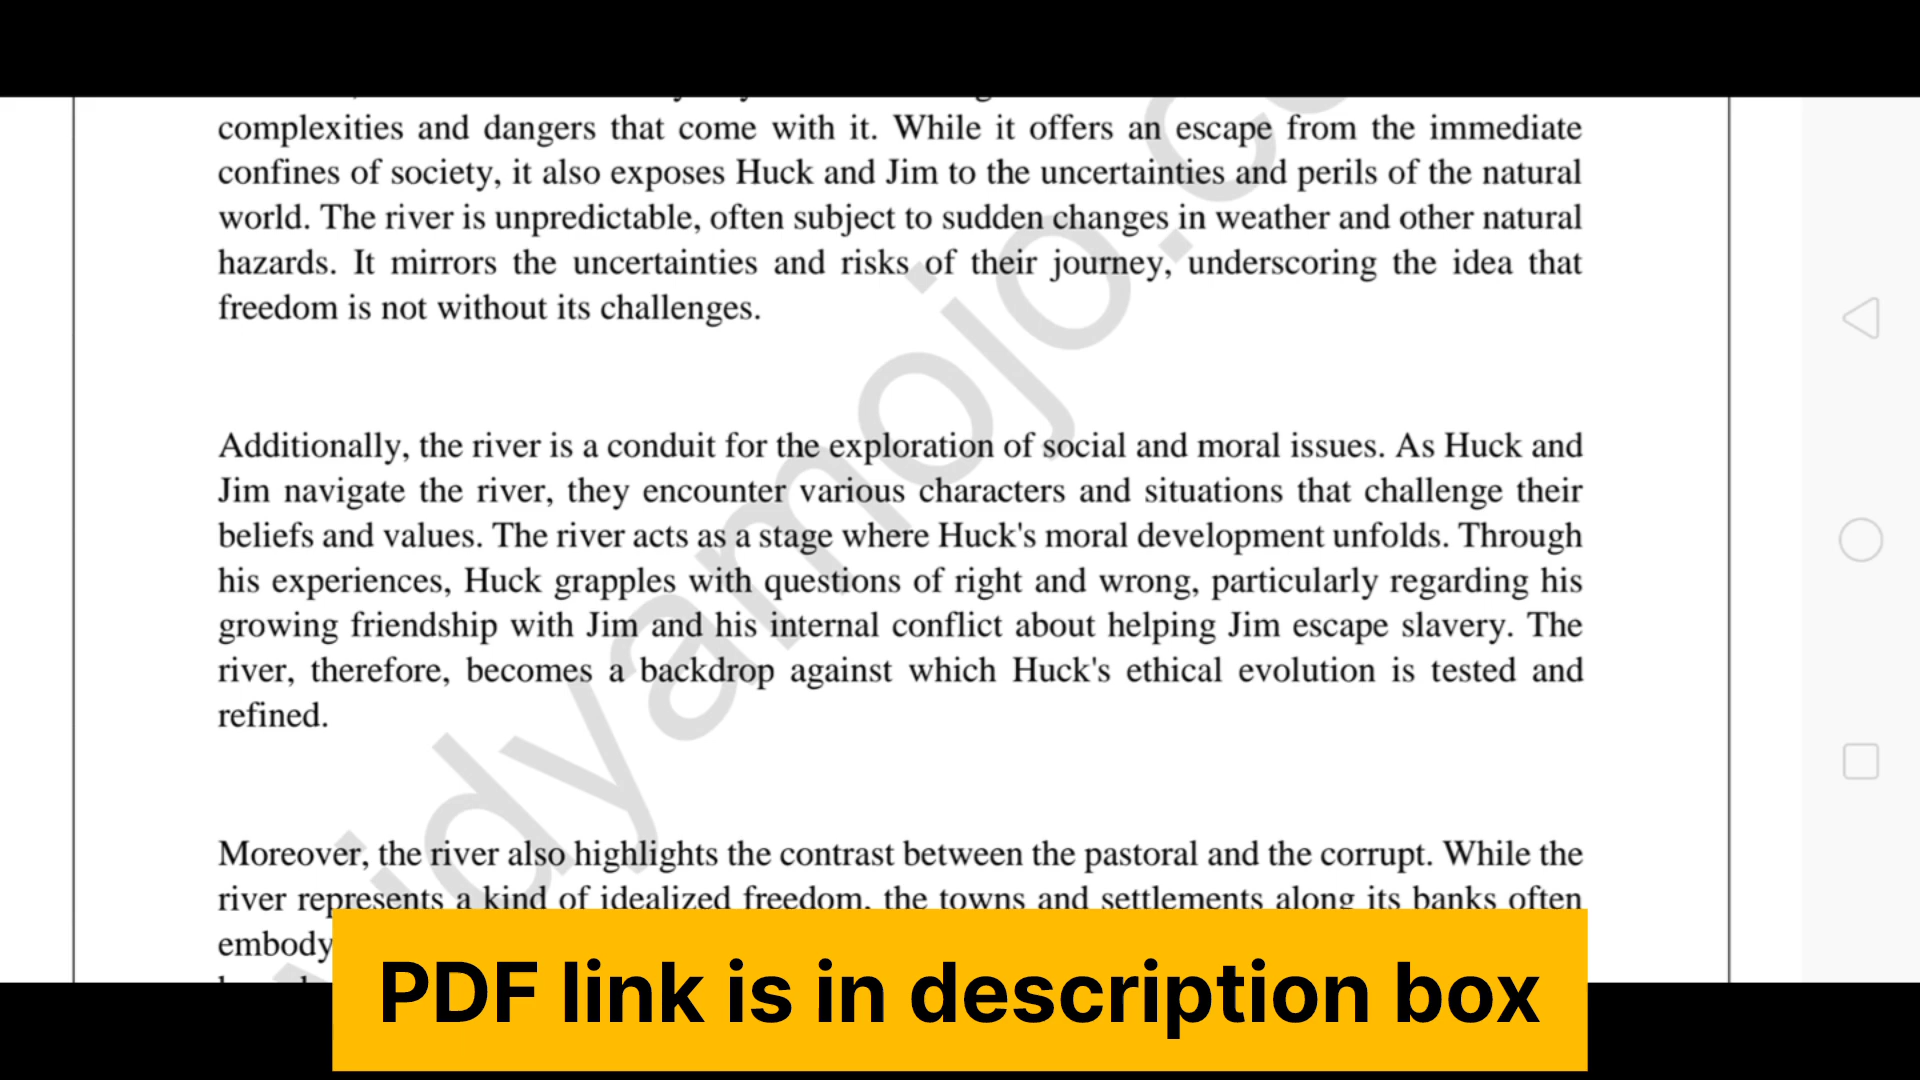 complexities and dangers that come with it. While it offers an escape from the immediate
confines of society, it also exposes Huck and Jim to the uncertainties and perils of the natural
world. The river is unpredictable, often subject to sudden changes in weather and other natural
hazards. It mirrors the uncertainties and risks of their journey, underscoring the idea that
freedom is not without its challenges.
Additionally, the river is a conduit for the exploration of social and moral issues. As Huck and
Jim navigate the river, they encounter various characters and situations that challenge their
beliefs and values. The river acts as a stage where Huck's moral development unfolds. Through
his experiences, Huck grapples with questions of right and wrong, particularly regarding his
growing friendship with Jim and his internal conflict about helping Jim escape slavery. The
river, therefore, becomes a backdrop against which Huck's ethical evolution is tested and
refined.
Moreover, the river also highlights the contrast between the pastoral and the corrupt. While the
river represents a kind of idealized freedom, the towns and settlements along its banks often
embody
PDF link is in description box